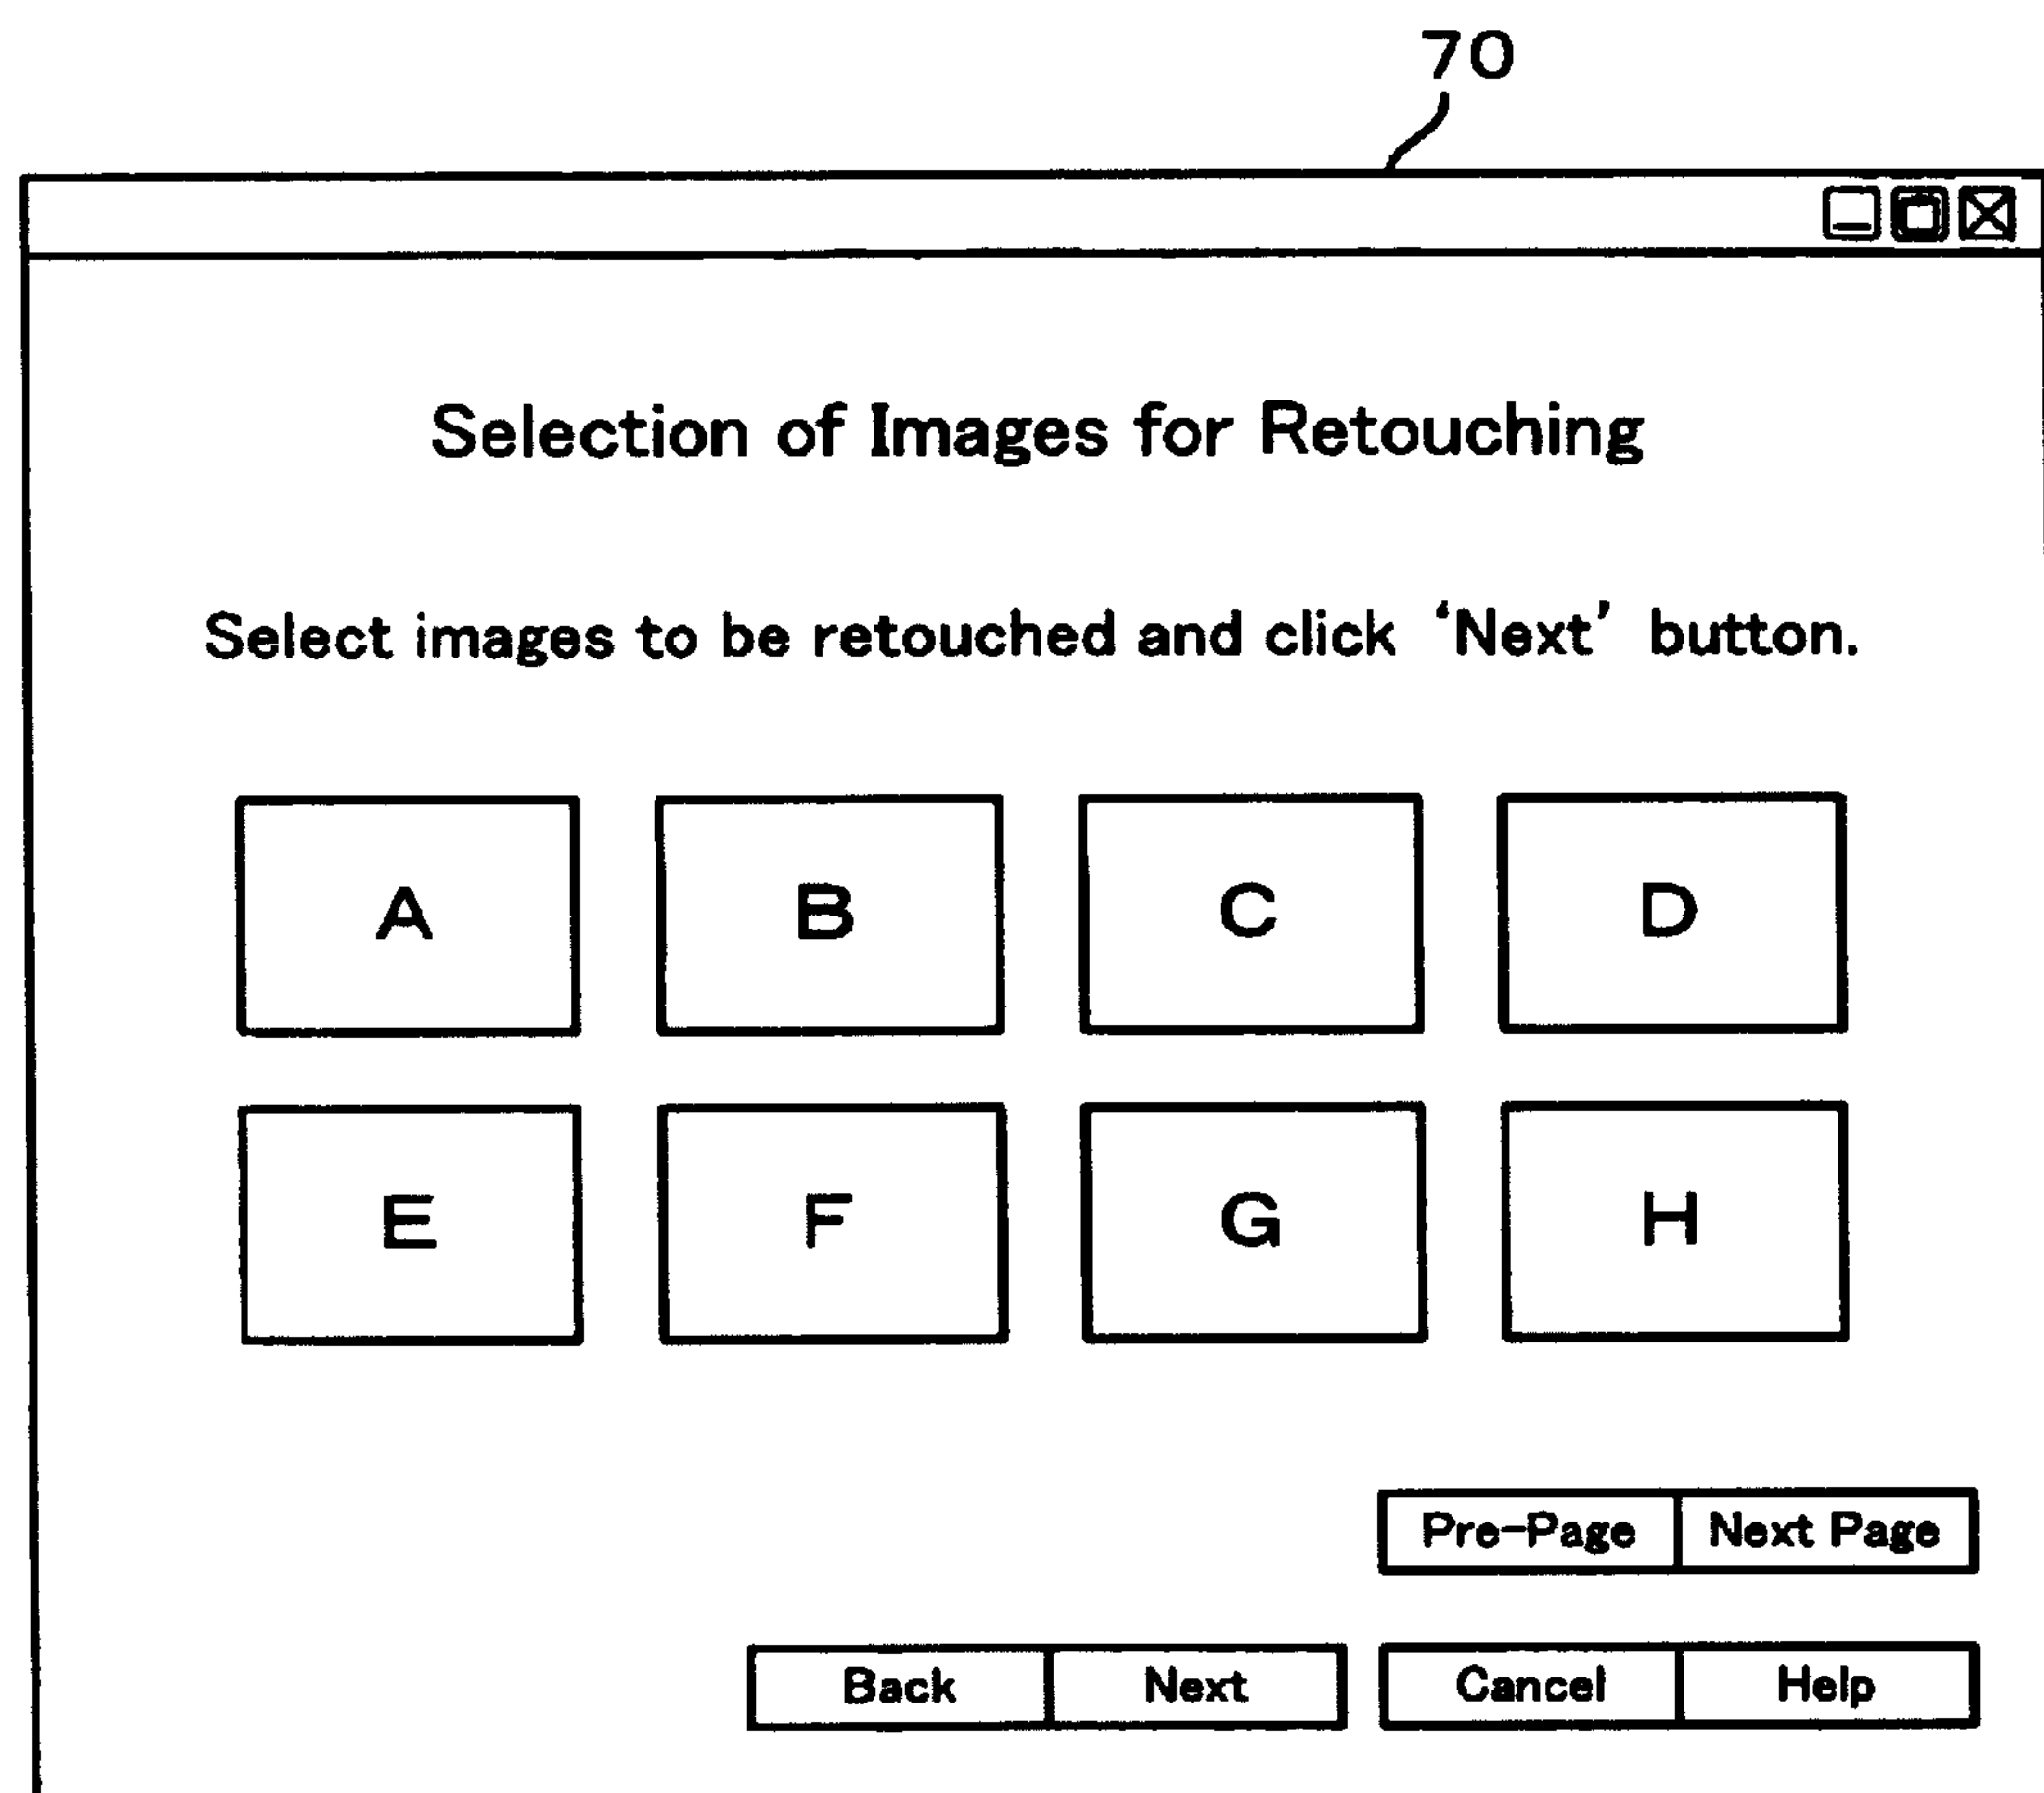 70
Selection of Images for Retouching
Select images to be retouched and click ‘Next’ button.
A B C D
E F G H
Pre-Page Next Page
Back Next Cancel Help